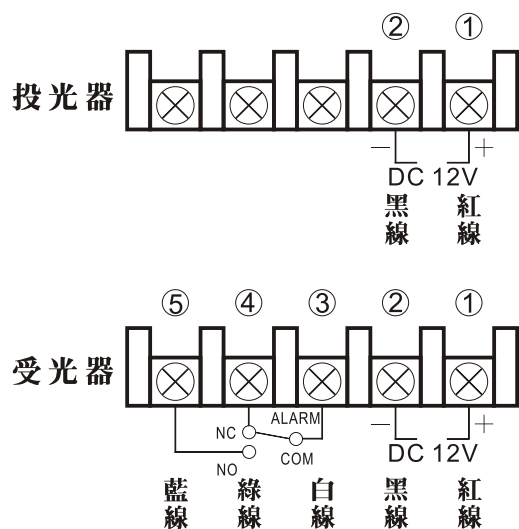 ② ①
投光器
− +
DC 12V
黑線 紅線
⑤ ④ ③ ② ①
受光器
ALARM − +
NC
COM DC 12V
NO
藍線 綠線 白線 黑線 紅線